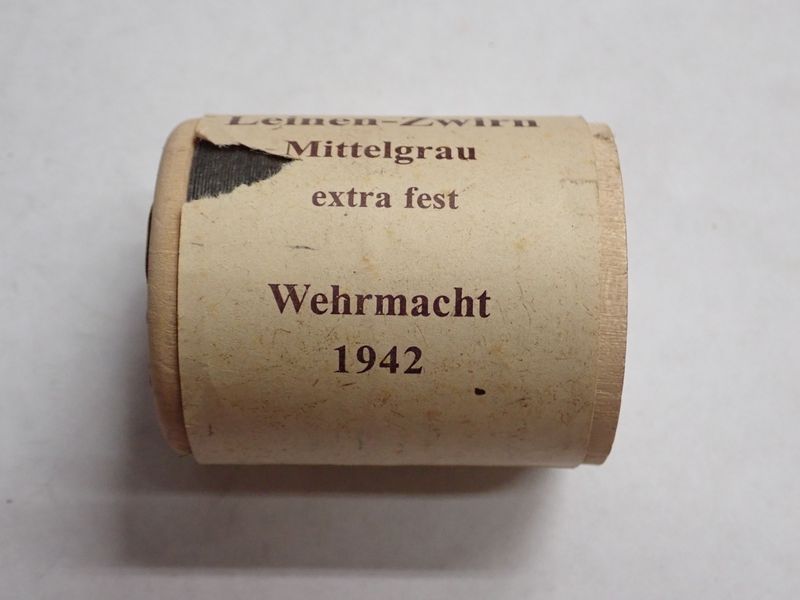 Leinen-Zwirn
Mittelgrau
extra fest
Wehrmacht
1942